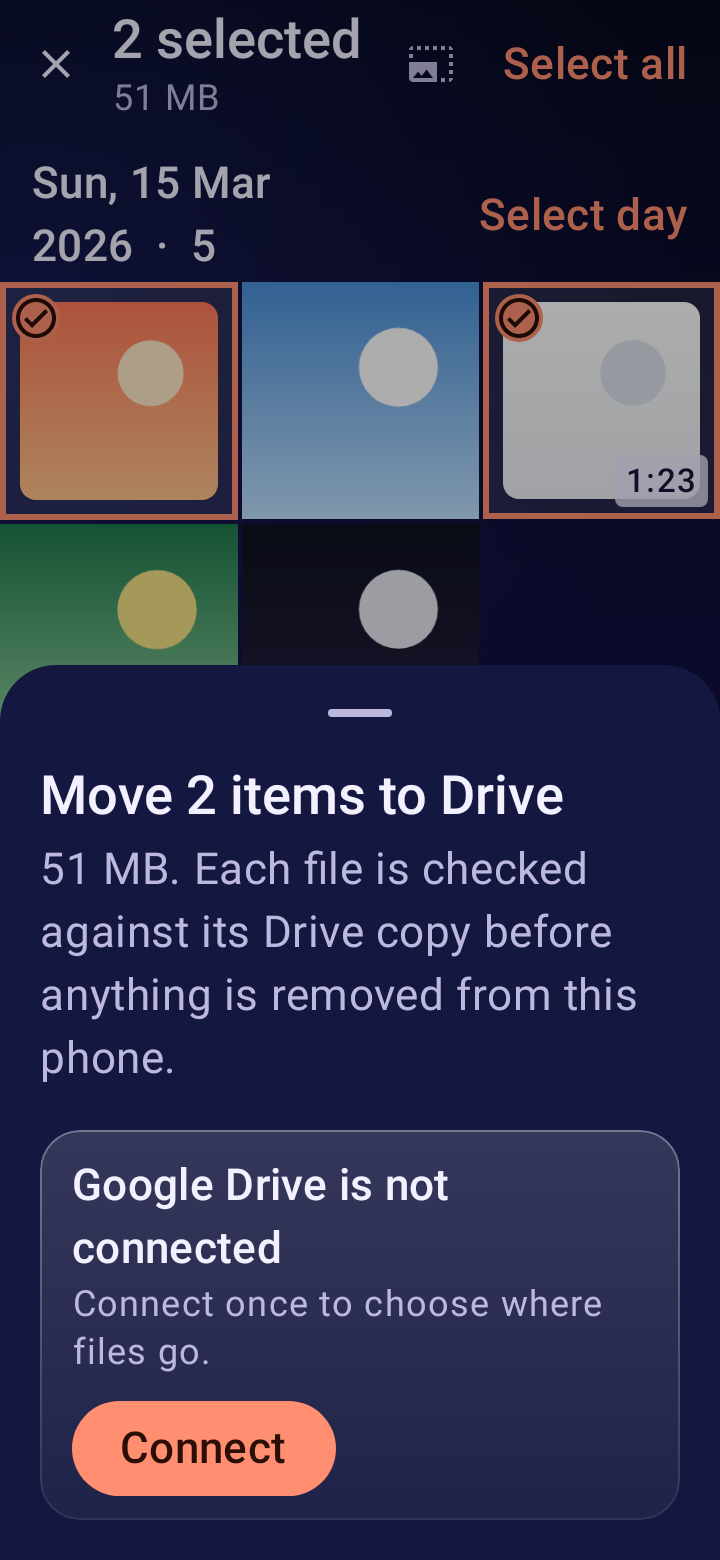 2 selected
51 MB
Select all
Sun, 15 Mar
2026 · 5
Select day
1:23
Move 2 items to Drive
51 MB. Each file is checked
against its Drive copy before
anything is removed from this
phone.
Google Drive is not
connected
Connect once to choose where
files go.
Connect